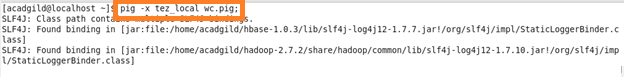 [acadgild@localhost ~]$ pig -x tez_local wc.pig;
SLF4J: Class path contains multiple SLF4J bindings.
SLF4J: Found binding in [jar:file:/home/acadgild/hbase-1.0.3/lib/slf4j-log4j12-1.7.7.jar!/org/slf4j/impl/StaticLoggerBinder.c
lass]
SLF4J: Found binding in [jar:file:/home/acadgild/hadoop-2.7.2/share/hadoop/common/lib/slf4j-log4j12-1.7.10.jar!/org/slf4j/imp
l/StaticLoggerBinder.class]